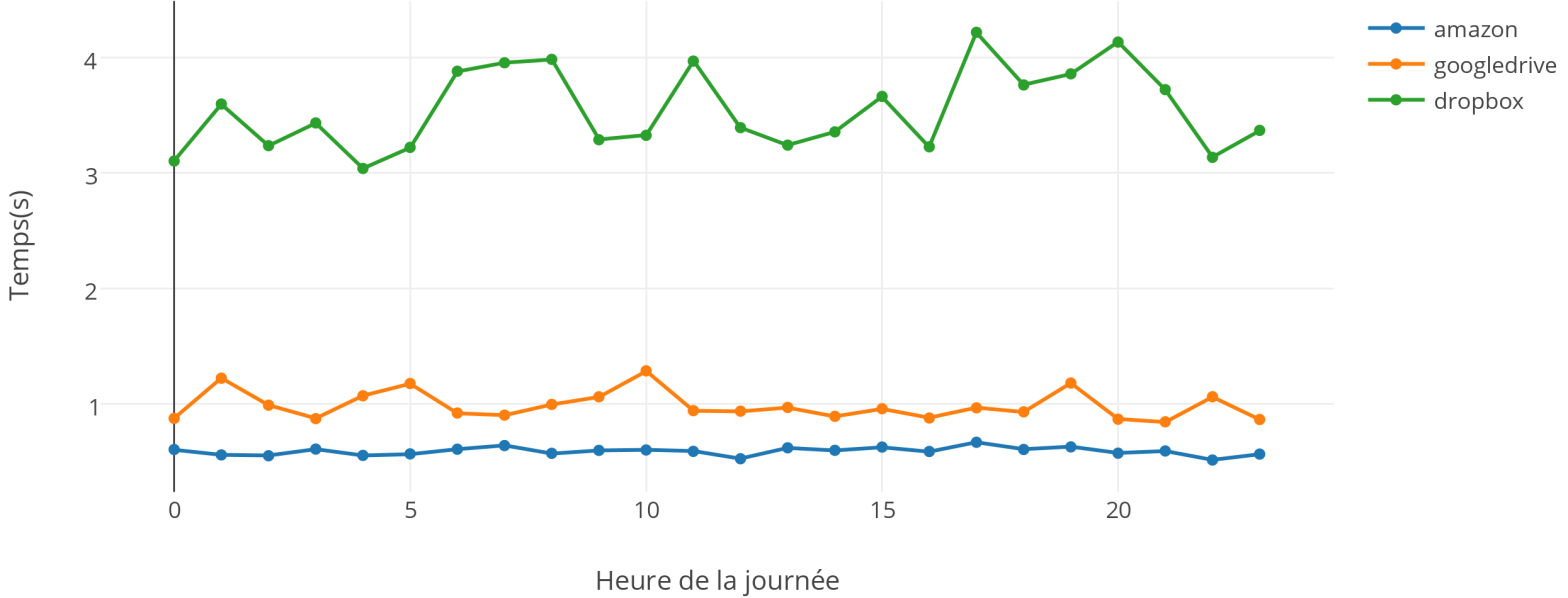 amazon
googledrive
dropbox
4
3
2
1
Temps(s)
0 5 10 15 20
Heure de la journée